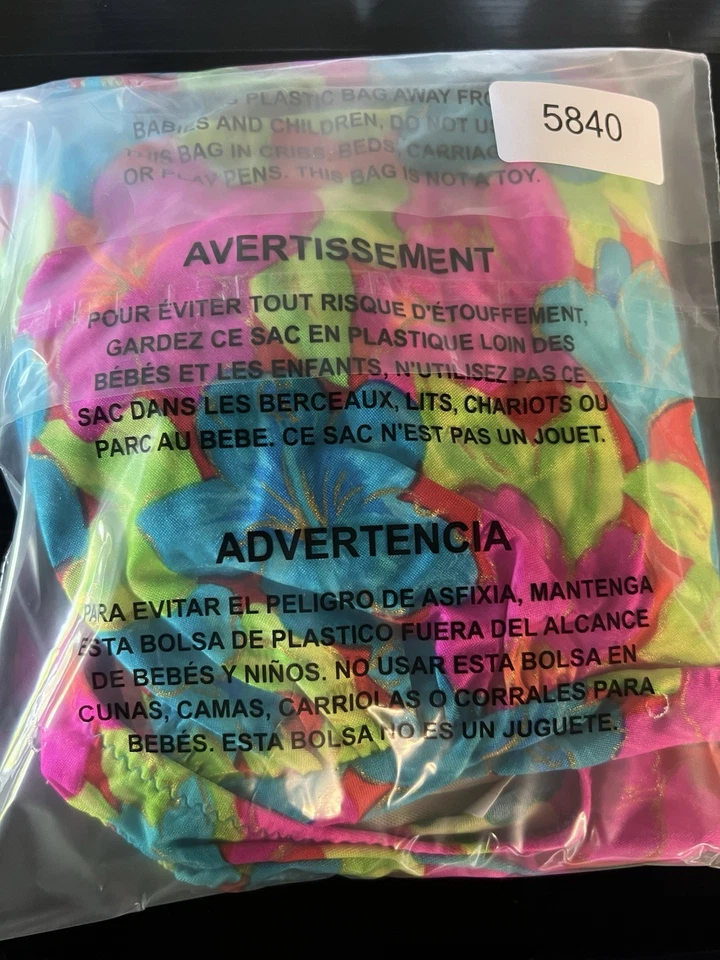 PLASTIC BAG AWAY
5840
BABIES AND CHILDREN, DO NOT
THIS BAG IN CRIBS, BEDS,
OR PLAY PENS. THIS BAG IS NOT A TOY.
AVERTISSEMENT
POUR ÉVITER TOUT RISQUE D'ÉTOUFFEMENT,
GARDEZ CE SAC EN PLASTIQUE LOIN DES
BÉBÉS ET LES ENFANTS, N'UTILISEZ PAS CE
SAC DANS LES BERCEAUX, LITS, CHARIOTS OU
PARC AU BEBE. CE SAC N'EST PAS UN JOUET.
ADVERTENCIA
PARA EVITAR EL PELIGRO DE ASFIXIA, MANTENGA
ESTA BOLSA DE PLASTICO FUERA DEL ALCANCE
DE BEBÉS Y NIÑOS. NO USAR ESTA BOLSA EN
CUNAS, CAMAS, CARRIOLAS O CORRALES PARA
BEBÉS. ESTA BOLSA NO ES UN JUGUETE.